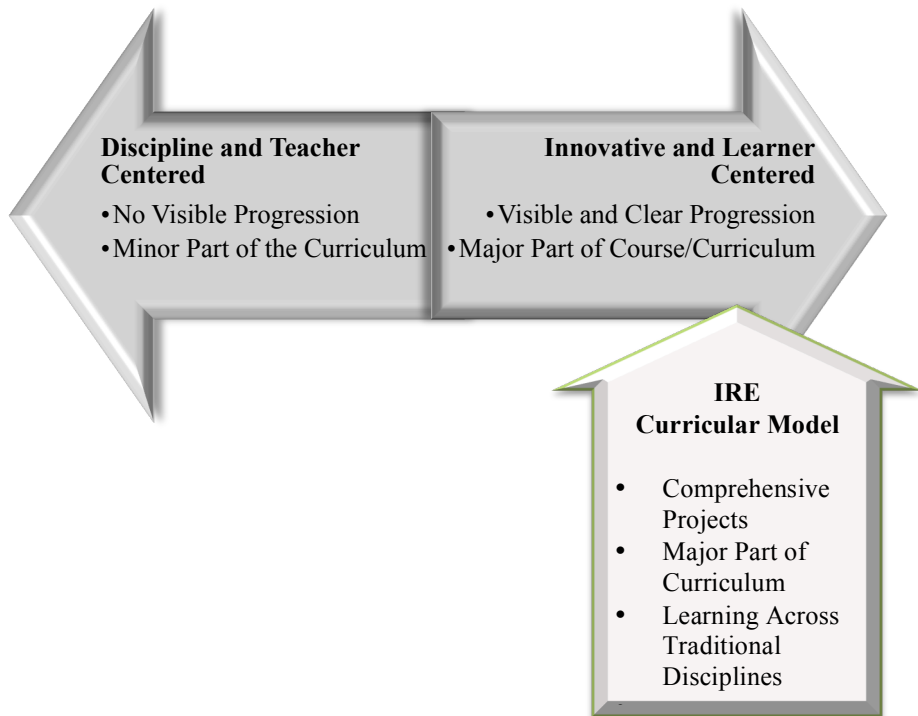 Discipline and Teacher
Centered
•No Visible Progression
•Minor Part of the Curriculum
Innovative and Learner
Centered
•Visible and Clear Progression
•Major Part of Course/Curriculum
IRE
Curricular Model
• Comprehensive
Projects
• Major Part of
Curriculum
• Learning Across
Traditional
Disciplines